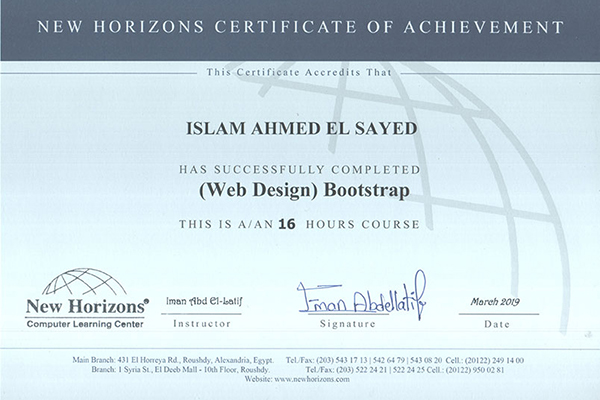 NEW HORIZONS CERTIFICATE OF ACHIEVEMENT
This Certificate Accredits That
ISLAM AHMED EL SAYED
HAS SUCCESSFULLY COMPLETED
(Web Design) Bootstrap
THIS IS A/AN 16 HOURS COURSE
New Horizons®
Computer Learning Center
Iman Abd El-Latif
Instructor
Iman Abdellatif
Signature
March 2019
Date
Main Branch: 431 El Horreya Rd., Roushdy, Alexandria, Egypt. Tel./Fax: (203) 543 17 13 | 542 64 79 | 543 08 20 Cell.: (20122) 249 14 00
Branch: 1 Syria St., El Deeb Mall - 10th Floor, Roushdy. Tel./Fax: (203) 522 24 21 | 522 24 25 Cell.: (20122) 950 02 81
Website: www.newhorizons.com